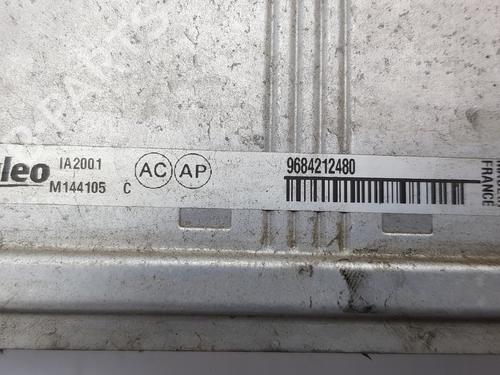 leo
IA2001
M144105 C
AC AP
9684212480
FRANCE